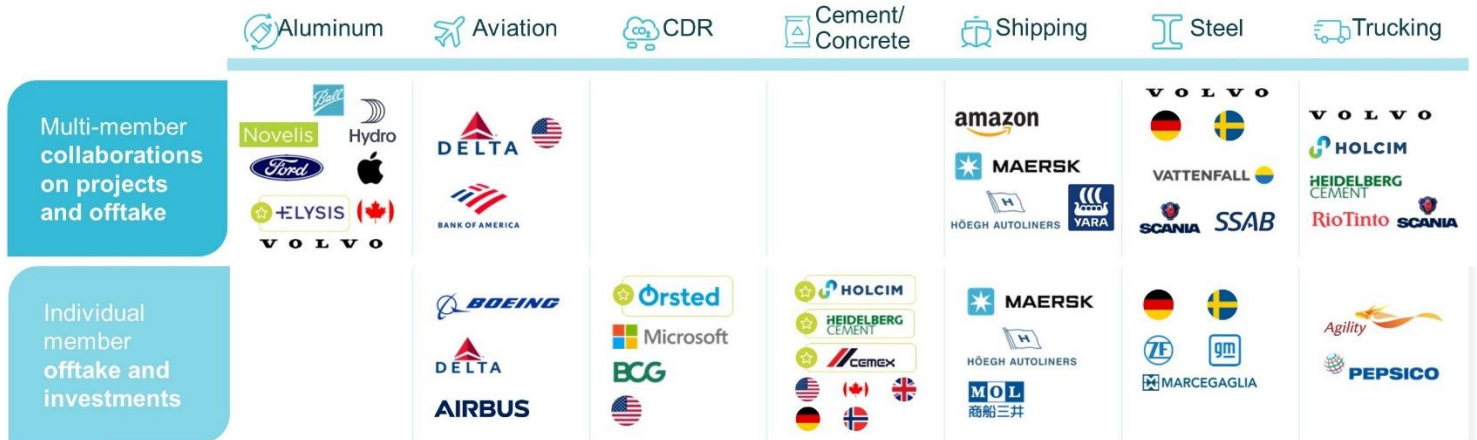 Aluminum
Aviation
CO₂
CDR
Cement/
Concrete
Shipping
Steel
Trucking
Multi-member
collaborations
on projects
and offtake
Ball
Novelis
Hydro
Ford
ELYSIS
VOLVO
DELTA
BANK OF AMERICA
amazon
MAERSK
H
HÖEGH AUTOLINERS
YARA
VOLVO
VATTENFALL
SCANIA
SSAB
VOLVO
HOLCIM
HEIDELBERG
CEMENT
RioTinto
SCANIA
Individual
member
offtake and
investments
BOEING
DELTA
AIRBUS
Orsted
Microsoft
BCG
HOLCIM
HEIDELBERG
CEMENT
CEMEX
MAERSK
H
HÖEGH AUTOLINERS
MOL
商船三井
ZF
gm
MARCEGAGLIA
Agility
PEPSICO